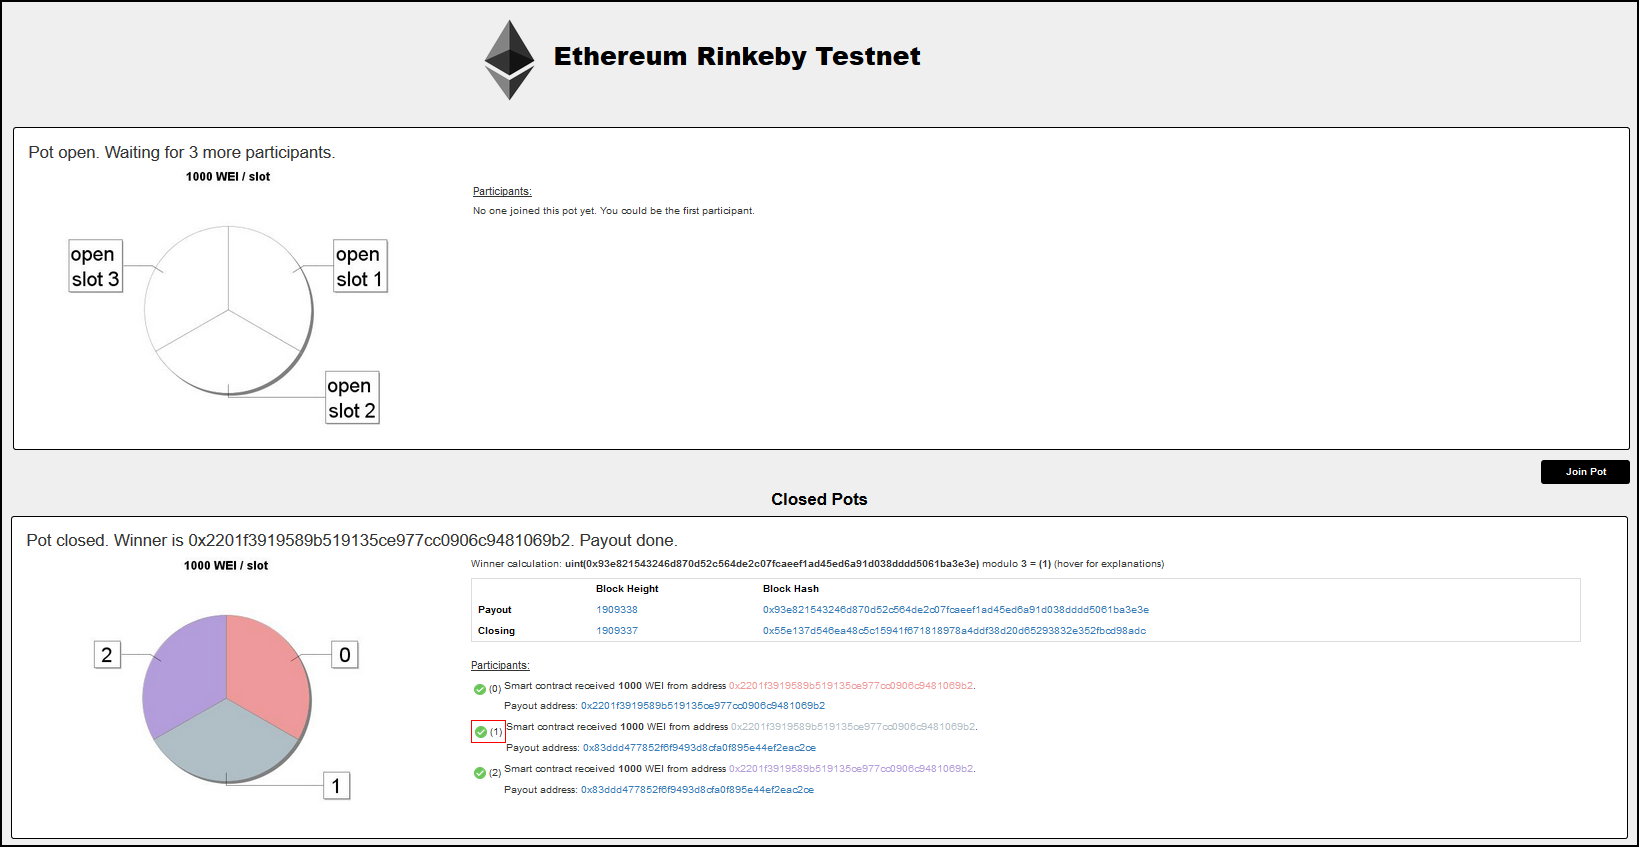 Ethereum Rinkeby Testnet
Pot open. Waiting for 3 more participants.
1000 WEI / slot
open
slot 3
open
slot 1
open
slot 2
Participants:
No one joined this pot yet. You could be the first participant.
Join Pot
Closed Pots
Pot closed. Winner is 0x2201f3919589b519135ce977cc0906c9481069b2. Payout done.
1000 WEI / slot
2
0
1
Winner calculation: uint(0x93e821543246d870d52c564de2c07fcaeef1ad45ed6a91d038dddd5061ba3e3e) modulo 3 = (1) (hover for explanations)
Block Height Block Hash
Payout 1909338 0x93e821543246d870d52c564de2c07fcaeef1ad45ed6a91d038dddd5061ba3e3e
Closing 1909337 0x55e137d546ea48c5c15941f671818978a4ddf38d20d65293832e352fbcd98adc
Participants:
(0) Smart contract received 1000 WEI from address 0x2201f3919589b519135ce977cc0906c9481069b2.
Payout address: 0x2201f3919589b519135ce977cc0906c9481069b2
(1) Smart contract received 1000 WEI from address 0x2201f3919589b519135ce977cc0906c9481069b2.
Payout address: 0x83ddd477852f6f9493d8cfa0f895e44ef2eac2ce
(2) Smart contract received 1000 WEI from address 0x2201f3919589b519135ce977cc0906c9481069b2.
Payout address: 0x83ddd477852f6f9493d8cfa0f895e44ef2eac2ce